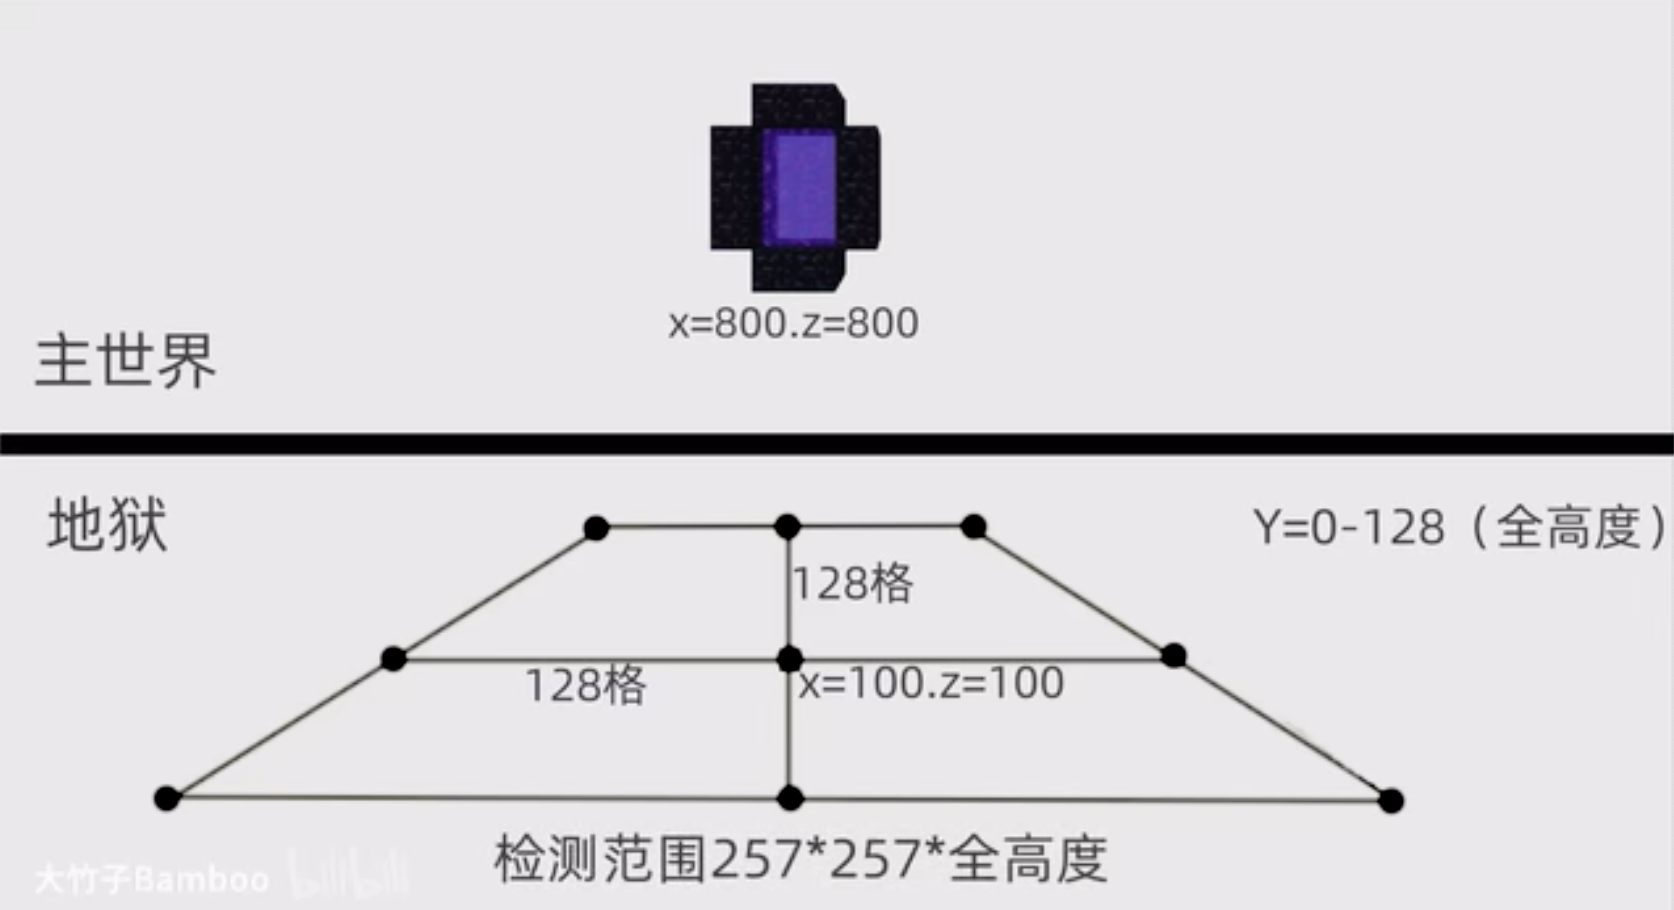 x=800.z=800
主世界
地狱
Y=0-128（全高度）
128格
128格
x=100.z=100
检测范围257*257*全高度
大竹子Bamboo bilibili